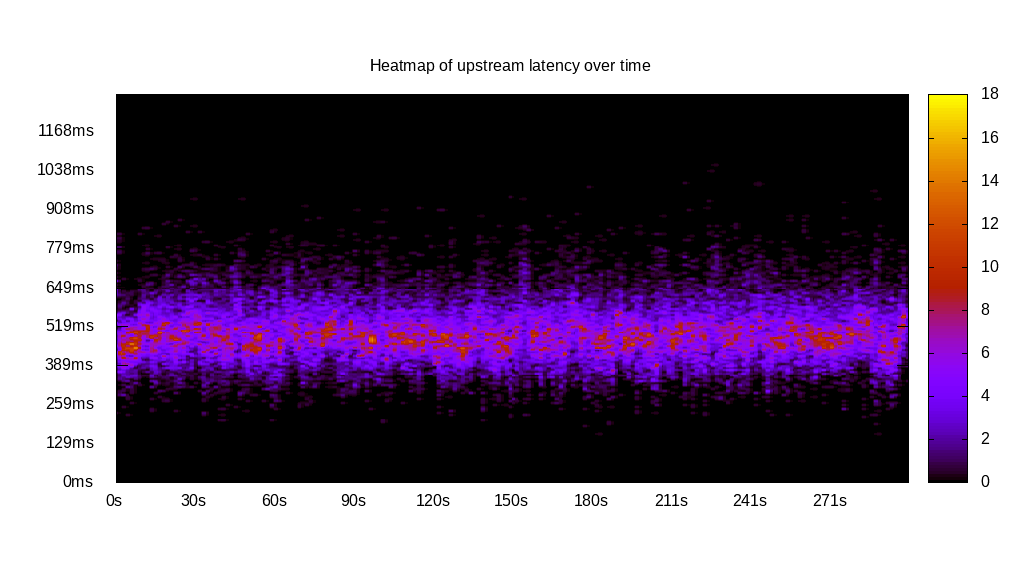 Heatmap of upstream latency over time
1168ms
1038ms
908ms
779ms
649ms
519ms
389ms
259ms
129ms
0ms
0s 30s 60s 90s 120s 150s 180s 211s 241s 271s
18
16
14
12
10
8
6
4
2
0